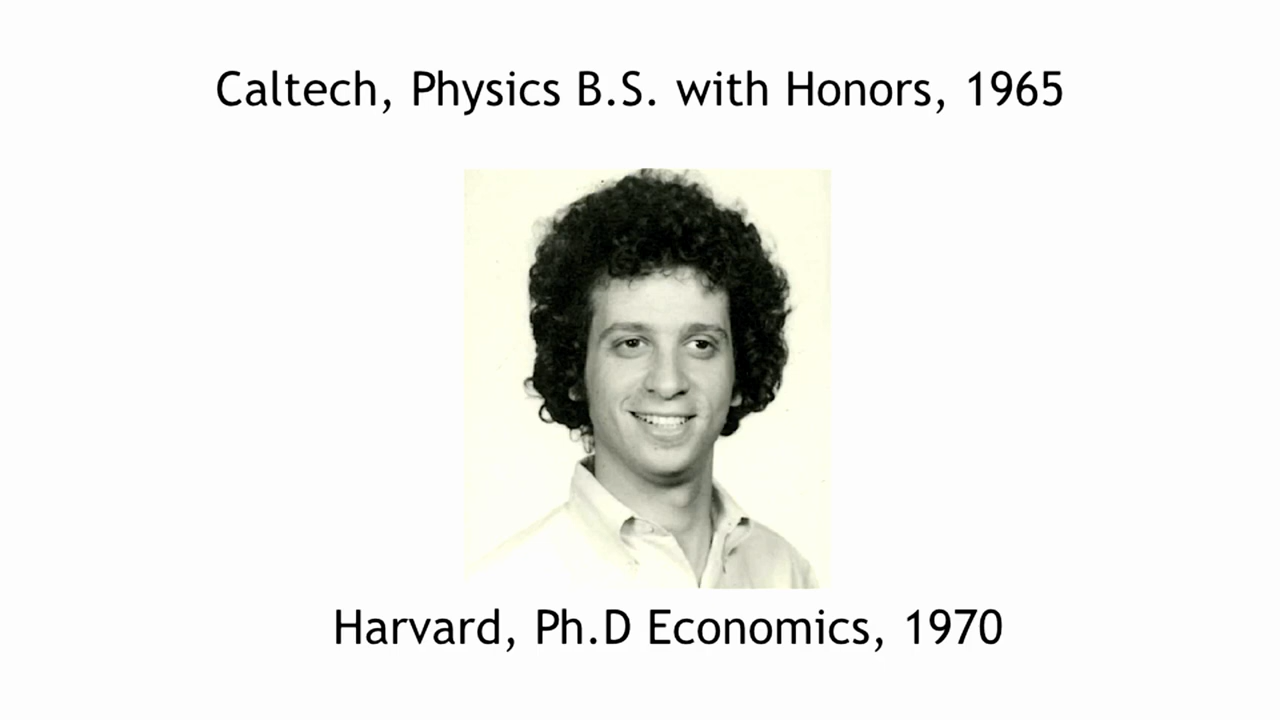 Caltech, Physics B.S. with Honors, 1965
Harvard, Ph.D Economics, 1970